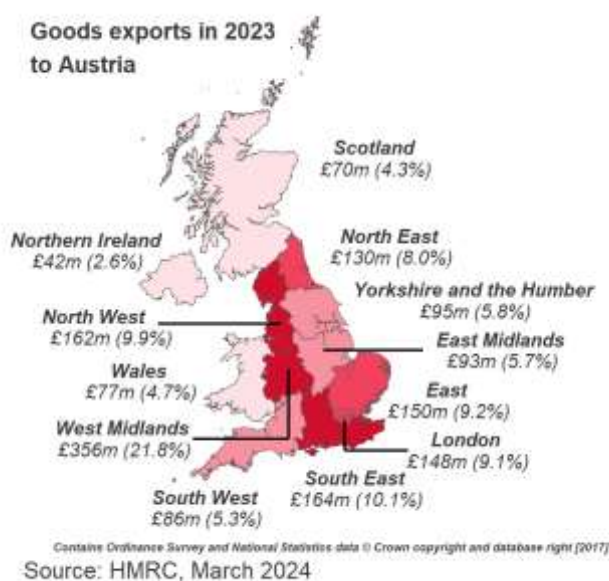 Goods exports in 2023
to Austria
Scotland
£70m (4.3%)
Northern Ireland
£42m (2.6%)
North East
£130m (8.0%)
Yorkshire and the Humber
£95m (5.8%)
North West
£162m (9.9%)
East Midlands
£93m (5.7%)
Wales
£77m (4.7%)
East
£150m (9.2%)
West Midlands
£356m (21.8%)
London
£148m (9.1%)
South East
£164m (10.1%)
South West
£86m (5.3%)
Contains Ordinance Survey and National Statistics data © Crown copyright and database right [2017]
Source: HMRC, March 2024